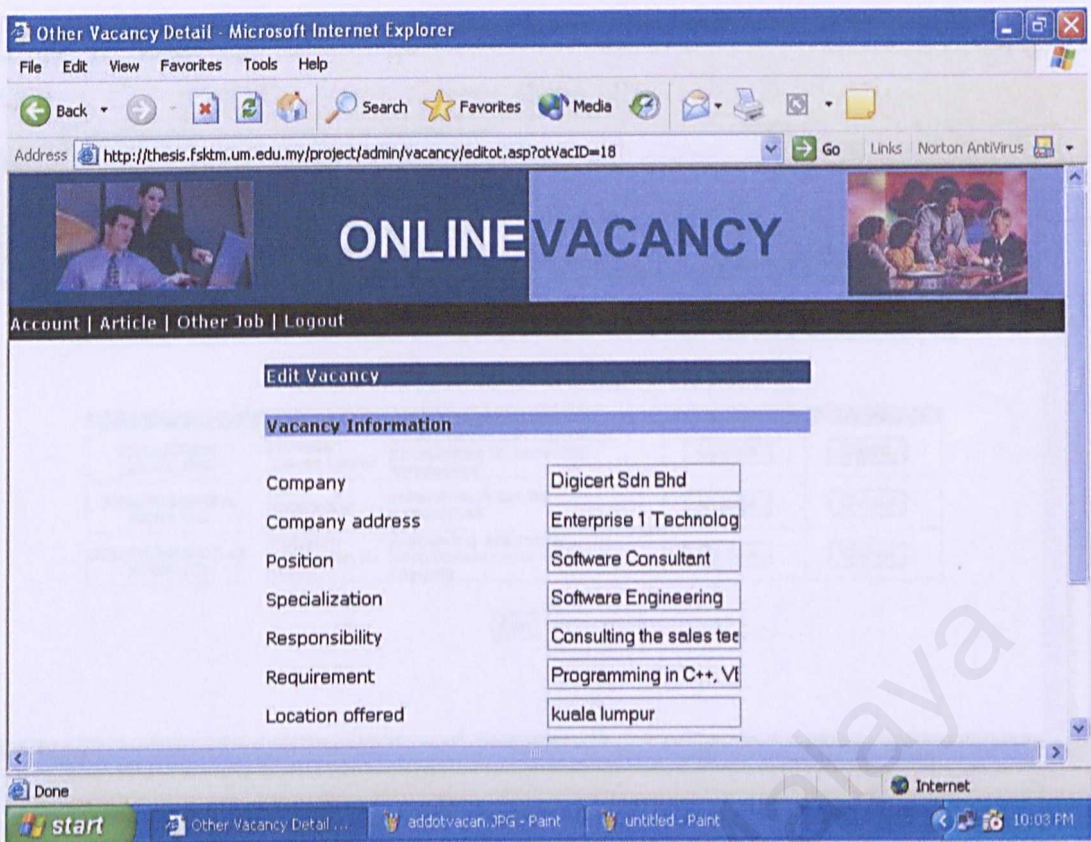 Other Vacancy Detail - Microsoft Internet Explorer
File Edit View Favorites Tools Help
Back Search Favorites Media
Address http://thesis.fsktm.um.edu.my/project/admin/vacancy/editot.asp?otVacID=18 Go Links Norton AntiVirus
ONLINEVACANCY
Account | Article | Other Job | Logout
Edit Vacancy
Vacancy Information
Company Digicert Sdn Bhd
Company address Enterprise 1 Technolog
Position Software Consultant
Specialization Software Engineering
Responsibility Consulting the sales tea
Requirement Programming in C++, VB
Location offered kuala lumpur
Done Internet
start Other Vacancy Detail ... addotvacan.JPG - Paint untitled - Paint 10:03 PM